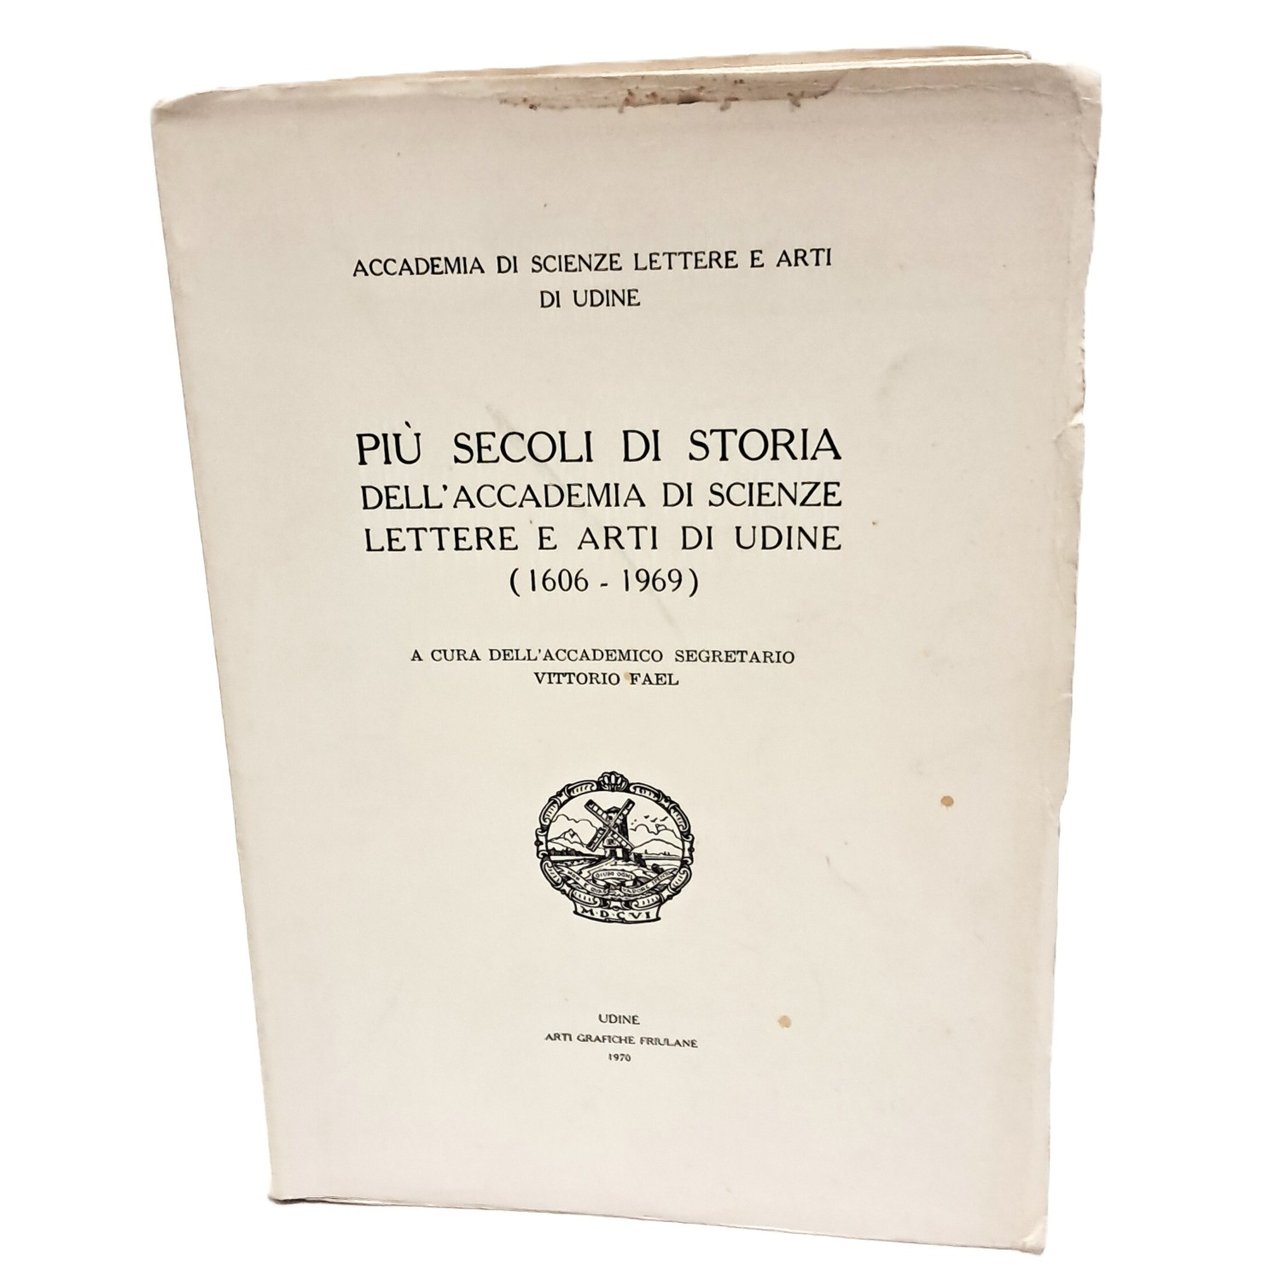 ACCADEMIA DI SCIENZE LETTERE E ARTI
DI UDINE
PIÙ SECOLI DI STORIA
DELL'ACCADEMIA DI SCIENZE
LETTERE E ARTI DI UDINE
(1606 - 1969)
A CURA DELL'ACCADEMICO SEGRETARIO
VITTORIO FAEL
M·D·C·VI
UDINE
ARTI GRAFICHE FRIULANE
1970